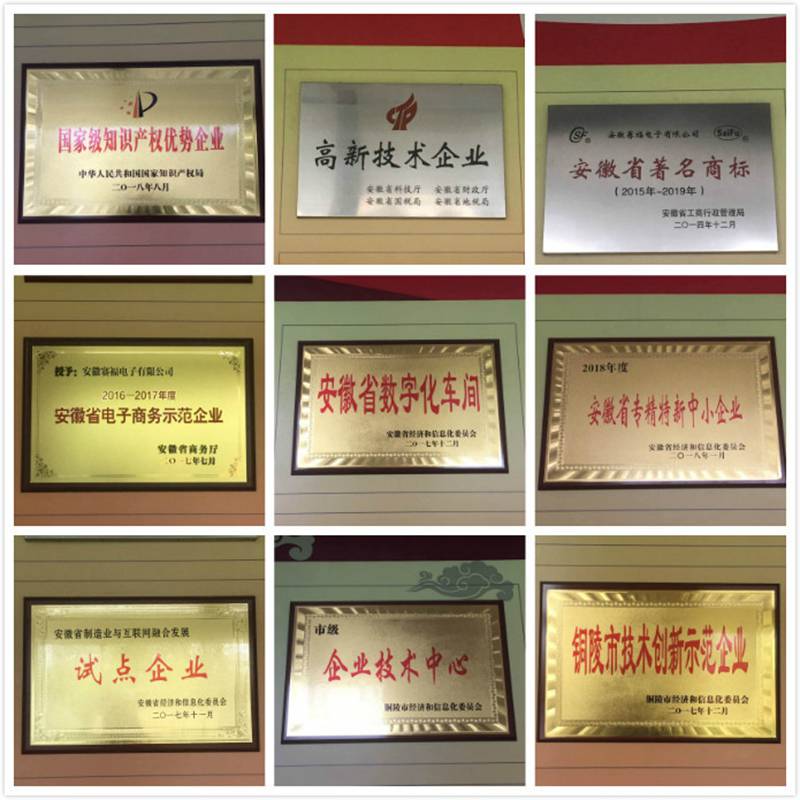 国家级知识产权优势企业
中华人民共和国国家知识产权局
二〇一八年八月
高新技术企业
安徽省科技厅 安徽省财政厅
安徽省国税局 安徽省地税局
安徽赛福电子有限公司
SaiFu
安徽省著名商标
(2015年-2019年)
安徽省工商行政管理局
二〇一四年十二月
授予：安徽赛福电子有限公司
2016-2017年度
安徽省电子商务示范企业
安徽省商务厅
二〇一七年七月
安徽省数字化车间
安徽省经济和信息化委员会
二〇一七年十二月
2018年度
安徽省专精特新中小企业
安徽省经济和信息化委员会
二〇一八年一月
安徽省制造业与互联网融合发展
试点企业
安徽省经济和信息化委员会
二〇一七年十一月
市级
企业技术中心
铜陵市经济和信息化委员会
铜陵市技术创新示范企业
铜陵市经济和信息化委员会
二〇一七年十二月